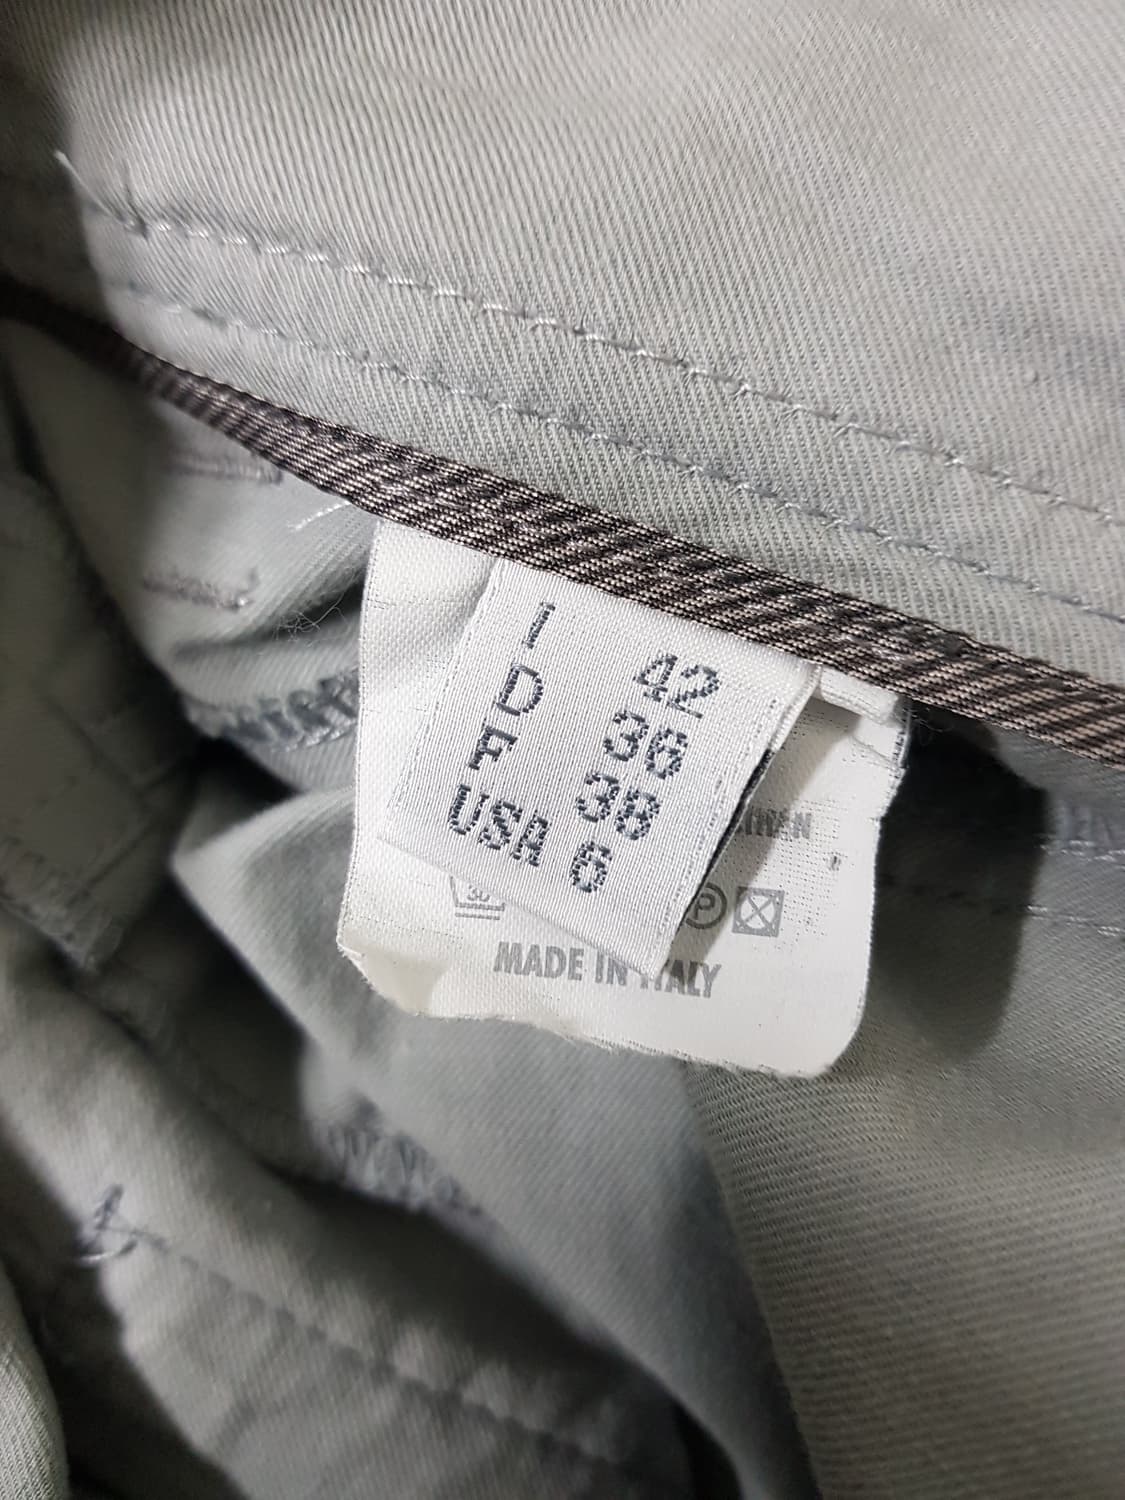 I 42
D 36
F 38
USA 6
P
MADE IN ITALY